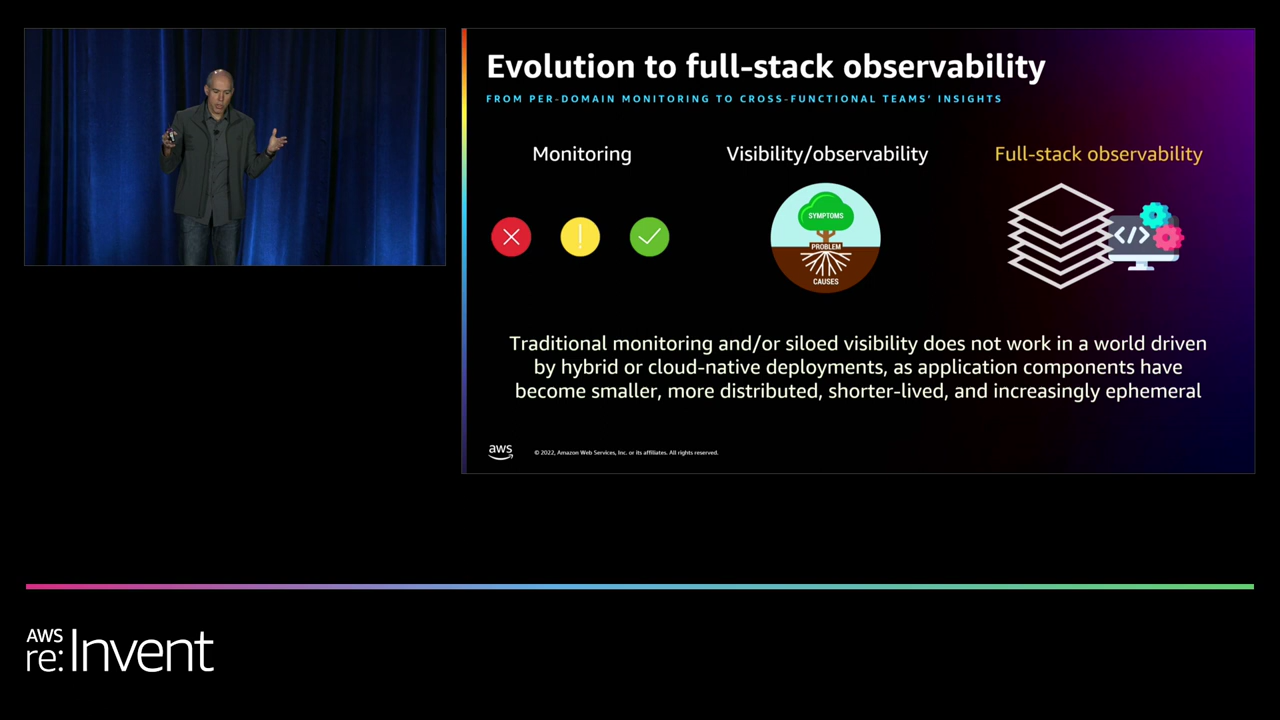 Evolution to full-stack observability
FROM PER-DOMAIN MONITORING TO CROSS-FUNCTIONAL TEAMS' INSIGHTS
Monitoring
Visibility/observability
Full-stack observability
SYMPTOMS
PROBLEM
CAUSES
</>
Traditional monitoring and/or siloed visibility does not work in a world driven
by hybrid or cloud-native deployments, as application components have
become smaller, more distributed, shorter-lived, and increasingly ephemeral
aws
© 2022, Amazon Web Services, Inc. or its affiliates. All rights reserved.
AWS
re:Invent